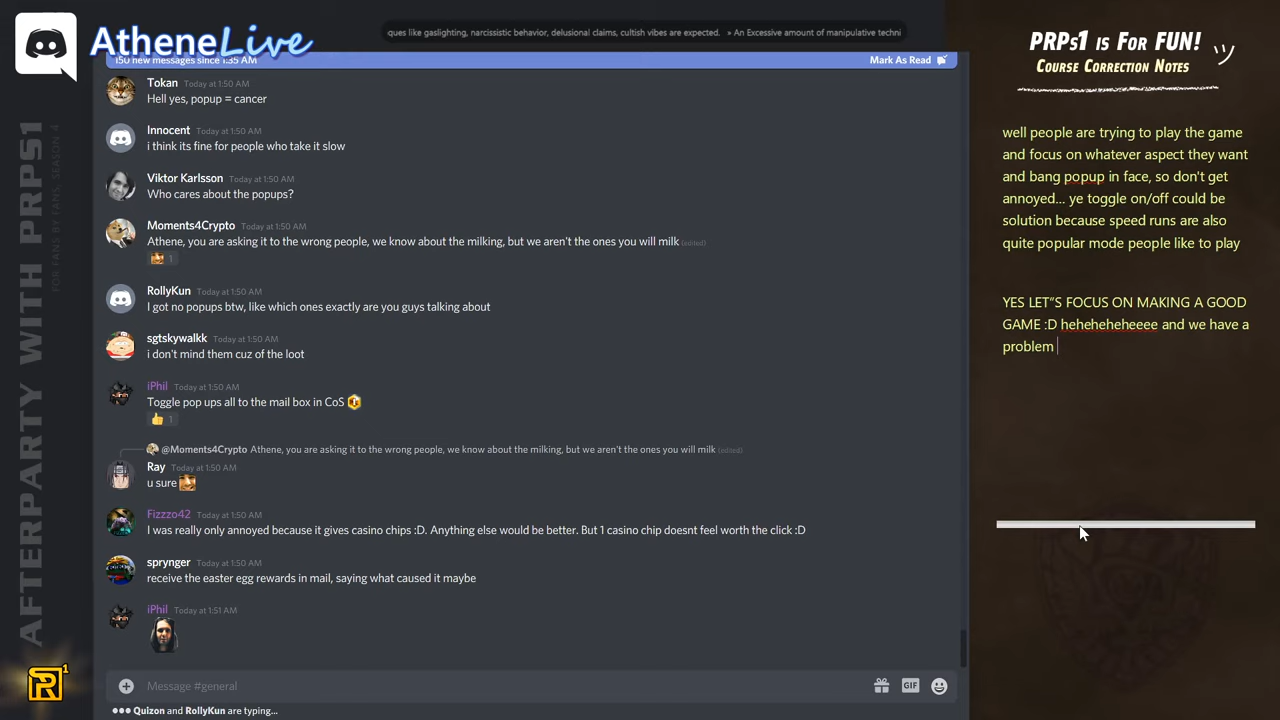 AtheneLive
ques like gaslighting, narcissistic behavior, delusional claims, cultish vibes are expected.   » An Excessive amount of manipulative techni
150 new messages since 1:35 AM
Mark As Read
Tokan Today at 1:50 AM
Hell yes, popup = cancer
Innocent Today at 1:50 AM
i think its fine for people who take it slow
Viktor Karlsson Today at 1:50 AM
Who cares about the popups?
Moments4Crypto Today at 1:50 AM
Athene, you are asking it to the wrong people, we know about the milking, but we aren't the ones you will milk (edited)
1
RollyKun Today at 1:50 AM
I got no popups btw, like which ones exactly are you guys talking about
sgtskywalkk Today at 1:50 AM
i don't mind them cuz of the loot
iPhil Today at 1:50 AM
Toggle pop ups all to the mail box in CoS
1
@Moments4Crypto Athene, you are asking it to the wrong people, we know about the milking, but we aren't the ones you will milk (edited)
Ray Today at 1:50 AM
u sure
Fizzzo42 Today at 1:50 AM
I was really only annoyed because it gives casino chips :D. Anything else would be better. But 1 casino chip doesnt feel worth the click :D
sprynger Today at 1:50 AM
receive the easter egg rewards in mail, saying what caused it maybe
iPhil Today at 1:51 AM
Message #general
GIF
Quizon and RollyKun are typing...
AFTERPARTY WITH PRPS1
FOR FANS BY FANS, SEASON 4
R1
PRPs1 is For FUN!
Course Correction Notes
ツ
well people are trying to play the game
and focus on whatever aspect they want
and bang popup in face, so don't get
annoyed... ye toggle on/off could be
solution because speed runs are also
quite popular mode people like to play
YES LET"S FOCUS ON MAKING A GOOD
GAME :D heheheheheeee and we have a
problem